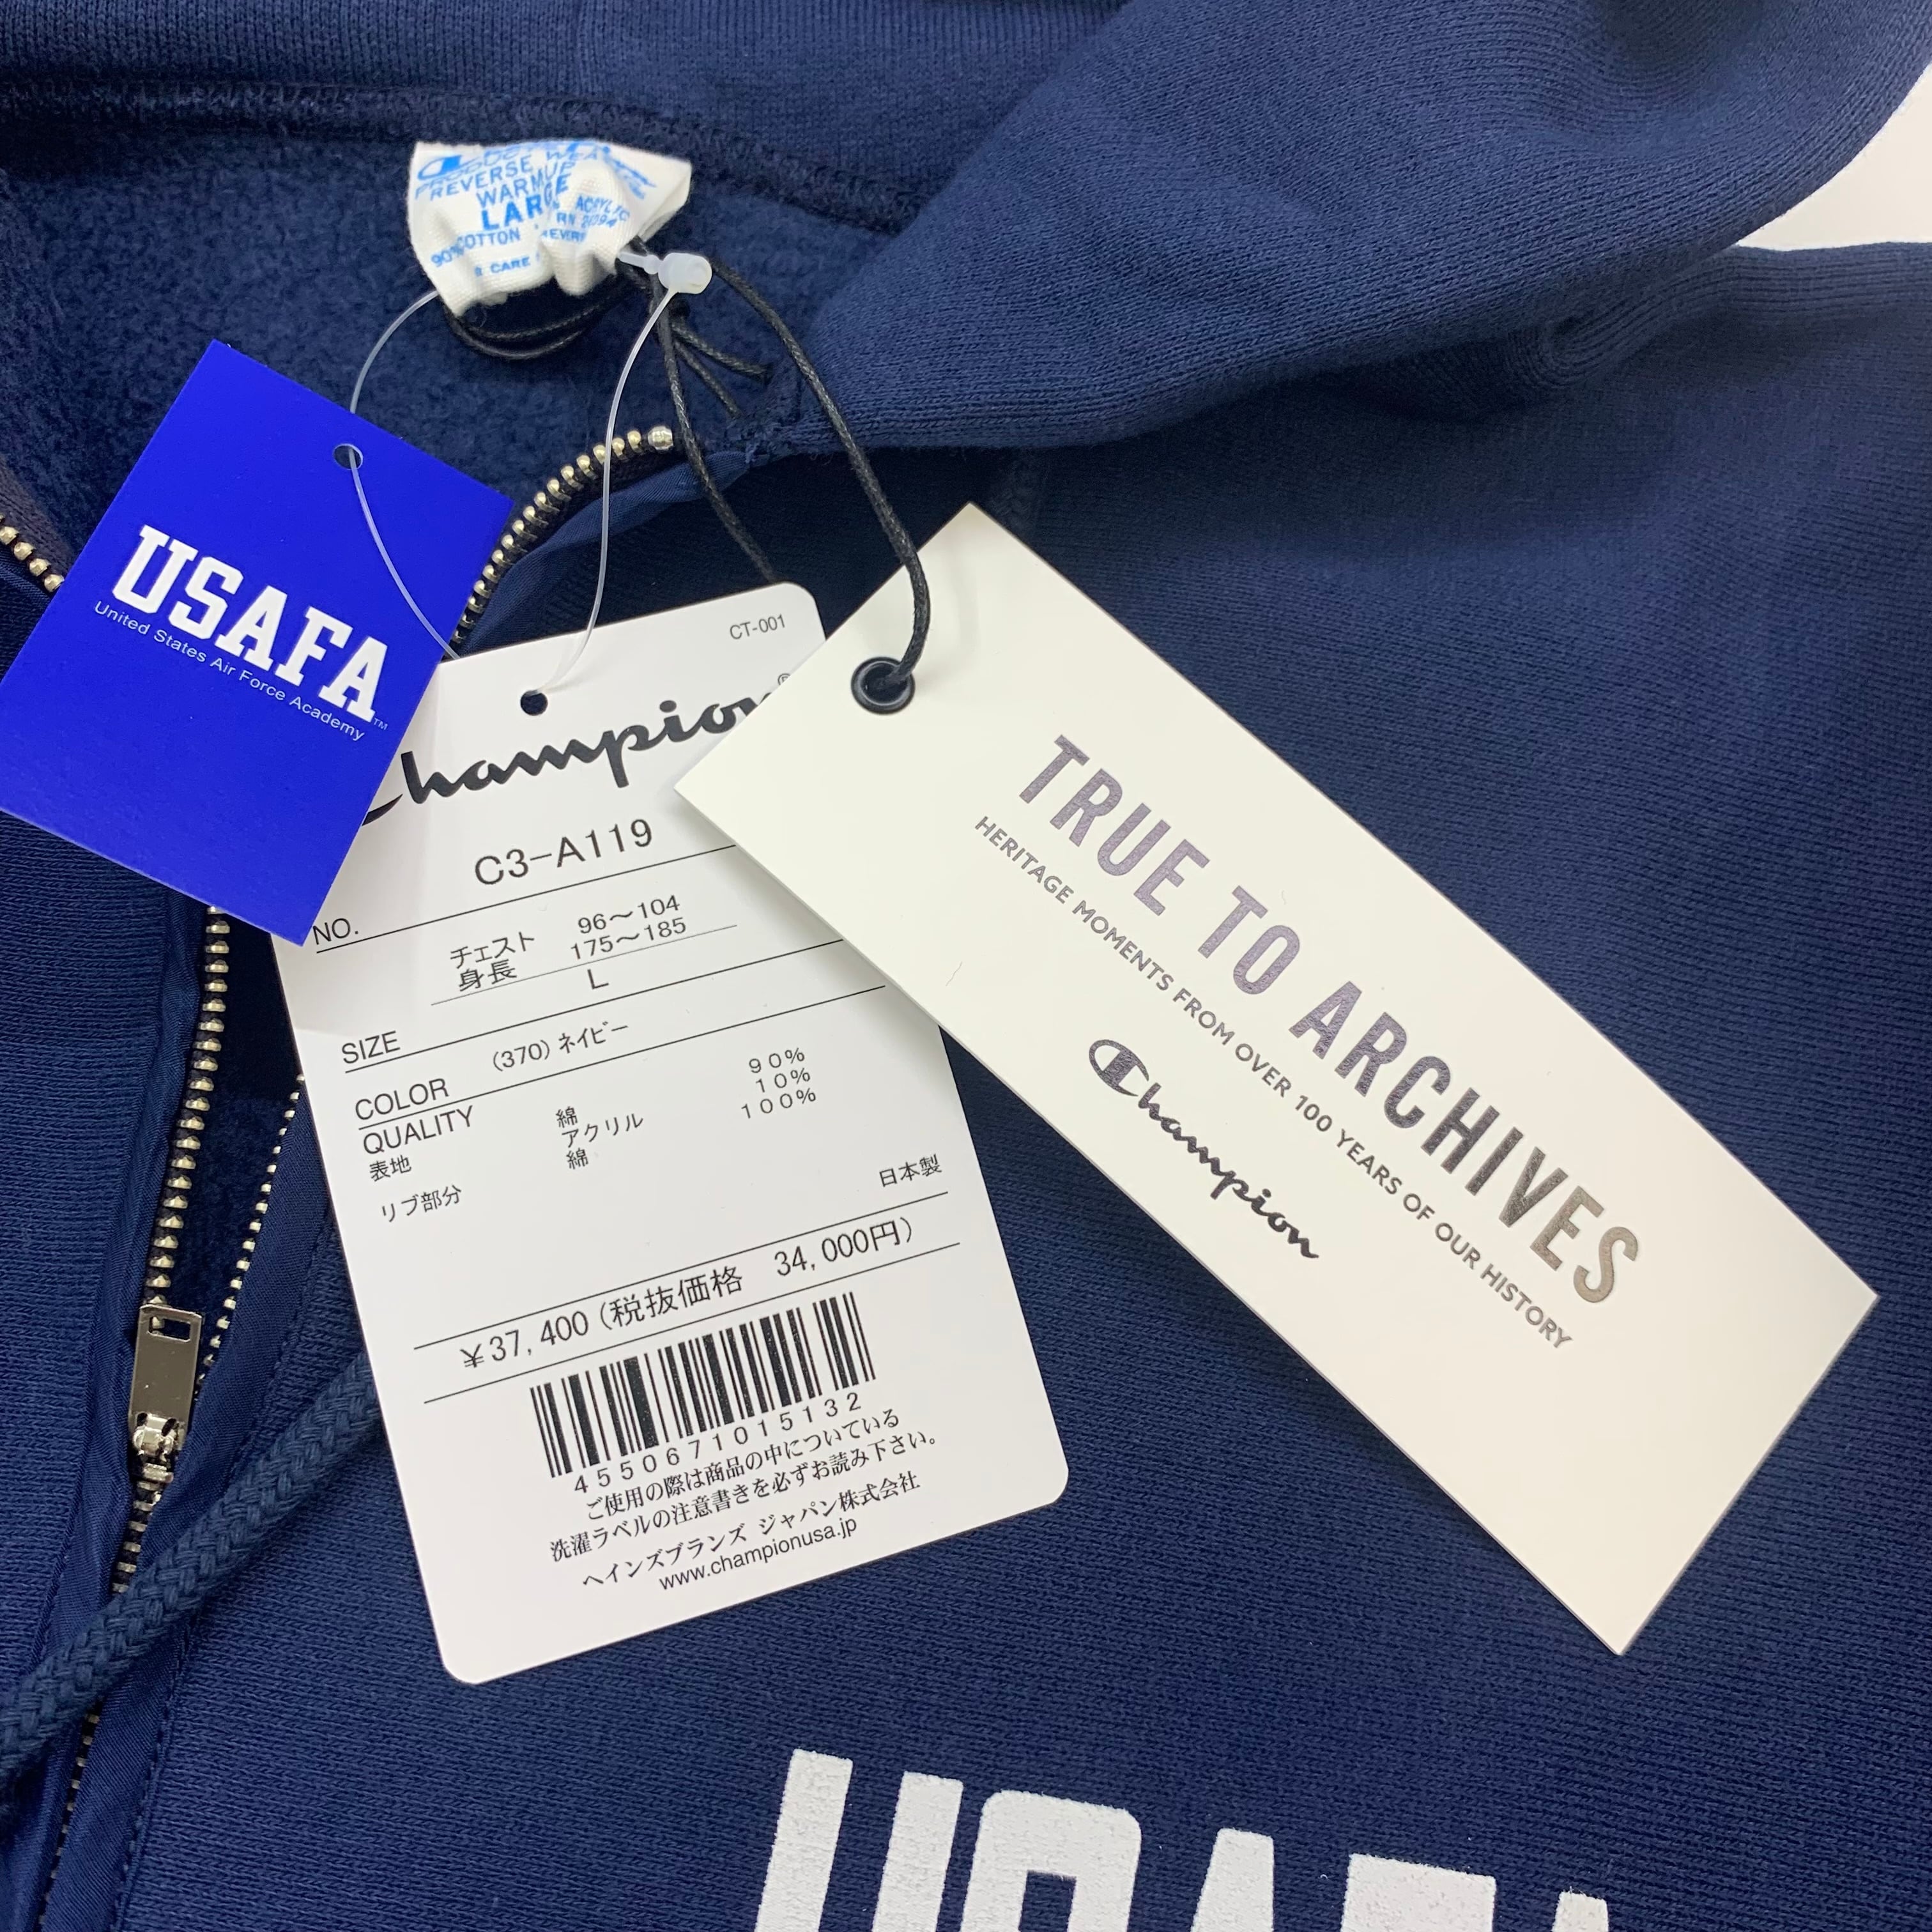 REVERSE WEA
WARMUP
LARGE
90% COTTON
ACRYLIC
CARE
USAFA
United States Air Force Academy™
CT-001
Champion®
NO. C3-A119
チェスト 96～104
身長 175～185
SIZE L
COLOR (370) ネイビー
QUALITY
表地 綿 90%
アクリル 10%
リブ部分 綿 100%
日本製
¥37,400 (税抜価格 34,000円)
4550671015132
ご使用の際は商品の中についている
洗濯ラベルの注意書きを必ずお読み下さい。
ヘインズブランズ ジャパン株式会社
www.championusa.jp
TRUE TO ARCHIVES
HERITAGE MOMENTS FROM OVER 100 YEARS OF OUR HISTORY
Champion
USAFA